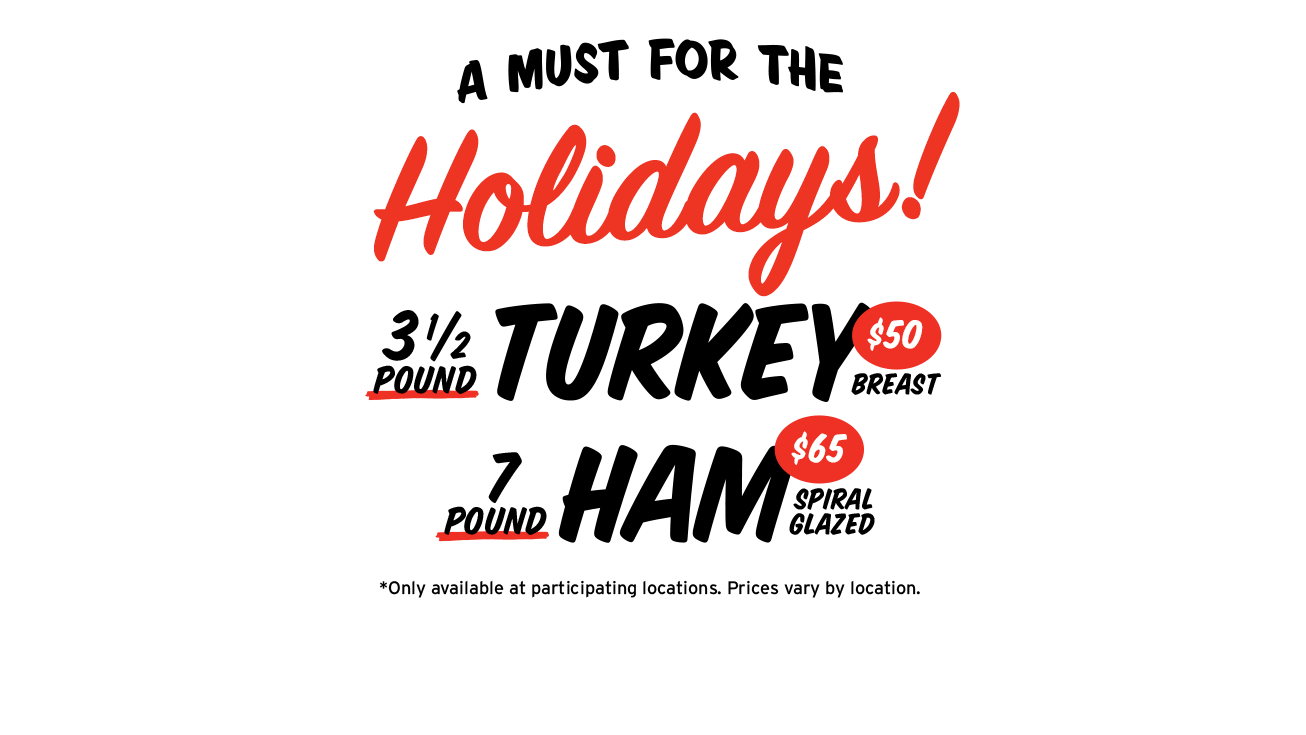 A MUST FOR THE
Holidays!
3 1/2 POUND TURKEY $50 BREAST
7 POUND HAM $65 SPIRAL GLAZED
*Only available at participating locations. Prices vary by location.